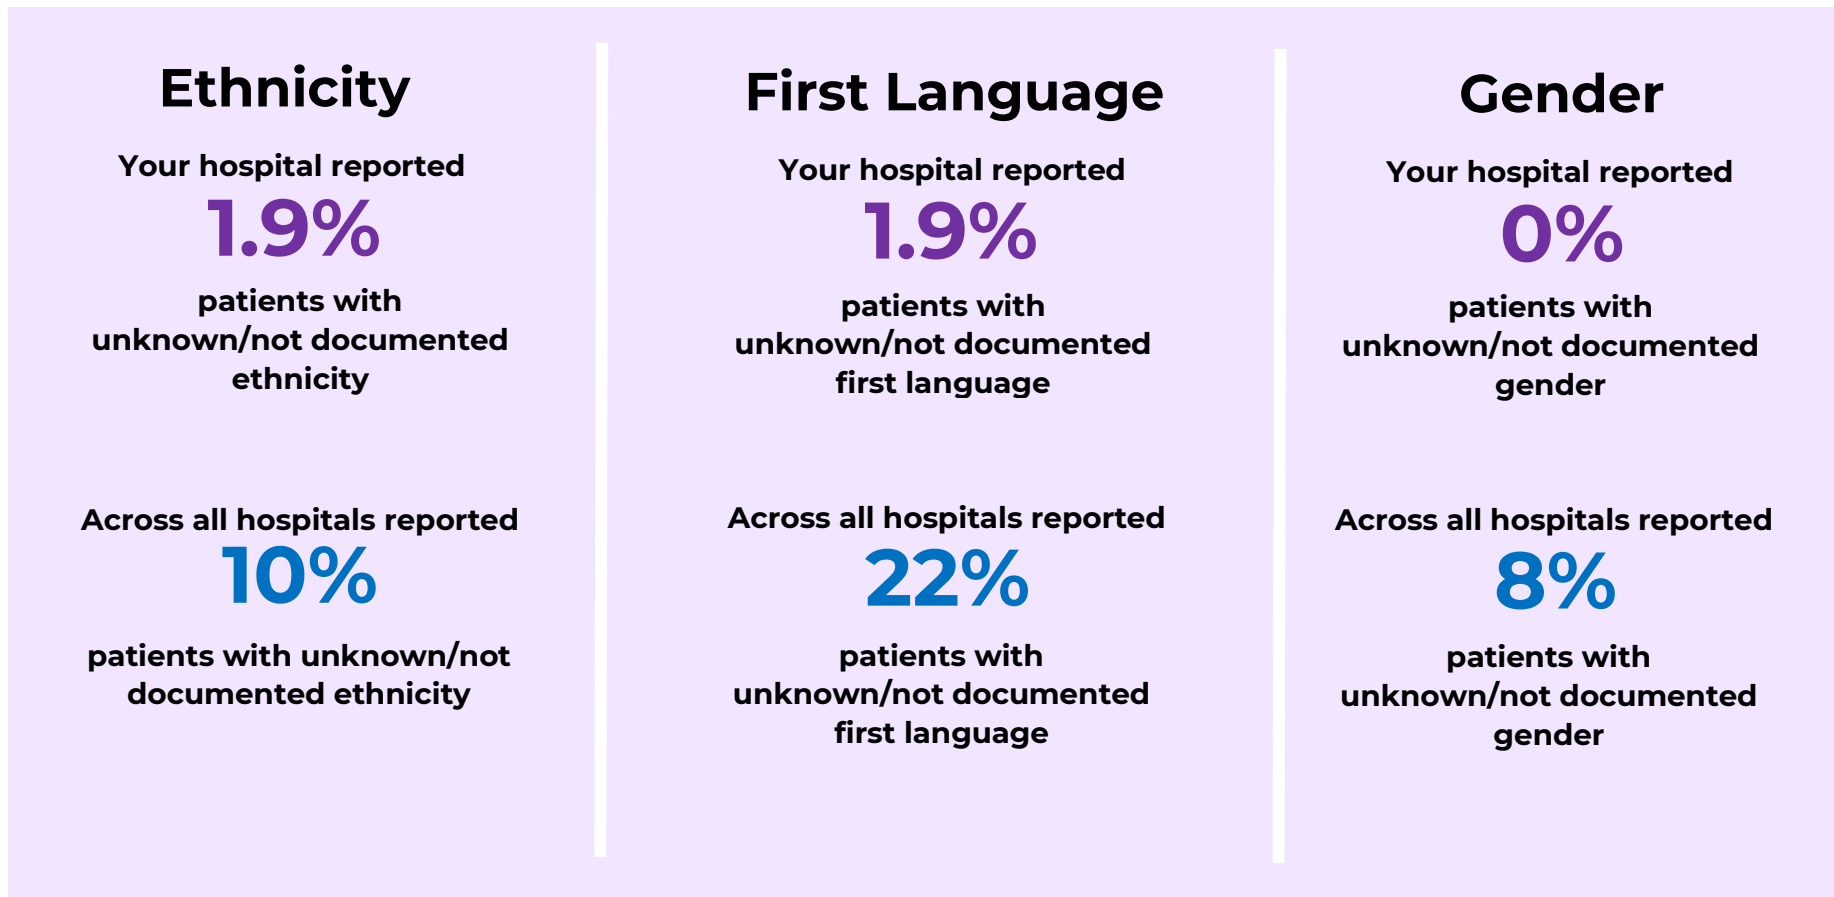 Ethnicity
Your hospital reported
1.9%
patients with
unknown/not documented
ethnicity
Across all hospitals reported
10%
patients with unknown/not
documented ethnicity
First Language
Your hospital reported
1.9%
patients with
unknown/not documented
first language
Across all hospitals reported
22%
patients with
unknown/not documented
first language
Gender
Your hospital reported
0%
patients with
unknown/not documented
gender
Across all hospitals reported
8%
patients with
unknown/not documented
gender